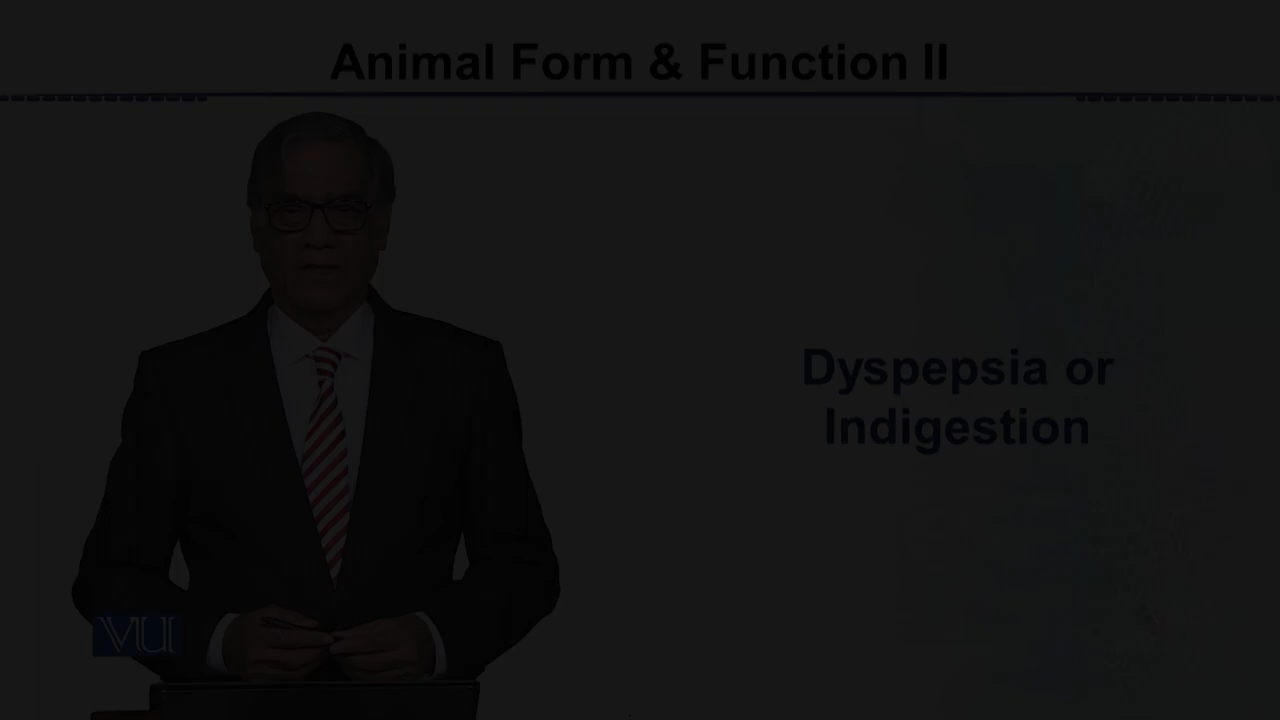 Animal Form & Function II
Dyspepsia or
Indigestion
VU